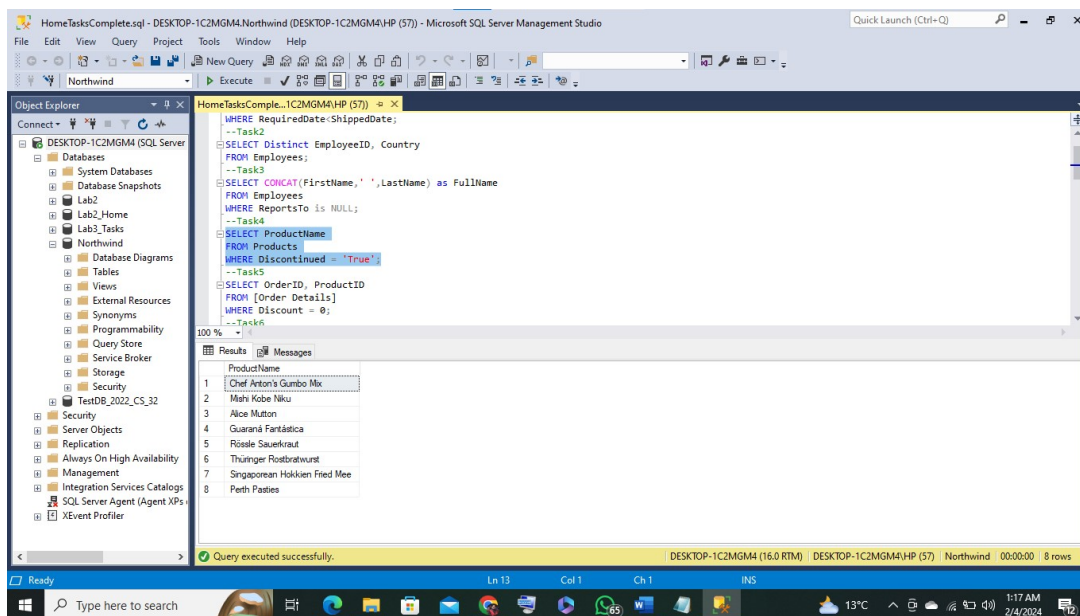 HomeTasksComplete.sql - DESKTOP-1C2MGM4.Northwind (DESKTOP-1C2MGM4\HP (57)) - Microsoft SQL Server Management Studio
Quick Launch (Ctrl+Q)
File Edit View Query Project Tools Window Help
New Query
Northwind
Execute
Object Explorer
HomeTasksComple...1C2MGM4\HP (57))
Connect
DESKTOP-1C2MGM4 (SQL Server
Databases
System Databases
Database Snapshots
Lab2
Lab2_Home
Lab3_Tasks
Northwind
Database Diagrams
Tables
Views
External Resources
Synonyms
Programmability
Query Store
Service Broker
Storage
Security
TestDB_2022_CS_32
Security
Server Objects
Replication
Always On High Availability
Management
Integration Services Catalogs
SQL Server Agent (Agent XPs
XEvent Profiler
WHERE RequiredDate<ShippedDate;
--Task2
SELECT Distinct EmployeeID, Country
FROM Employees;
--Task3
SELECT CONCAT(FirstName,' ',LastName) as FullName
FROM Employees
WHERE ReportsTo is NULL;
--Task4
SELECT ProductName
FROM Products
WHERE Discontinued = 'True';
--Task5
SELECT OrderID, ProductID
FROM [Order Details]
WHERE Discount = 0;
--Task6
100 %
Results Messages
ProductName
1 Chef Anton's Gumbo Mix
2 Mishi Kobe Niku
3 Alice Mutton
4 Guaraná Fantástica
5 Rössle Sauerkraut
6 Thüringer Rostbratwurst
7 Singaporean Hokkien Fried Mee
8 Perth Pasties
Query executed successfully.
DESKTOP-1C2MGM4 (16.0 RTM) DESKTOP-1C2MGM4\HP (57) Northwind 00:00:00 8 rows
Ready
Ln 13 Col 1 Ch 1 INS
Type here to search
65
13°C
1:17 AM
2/4/2024